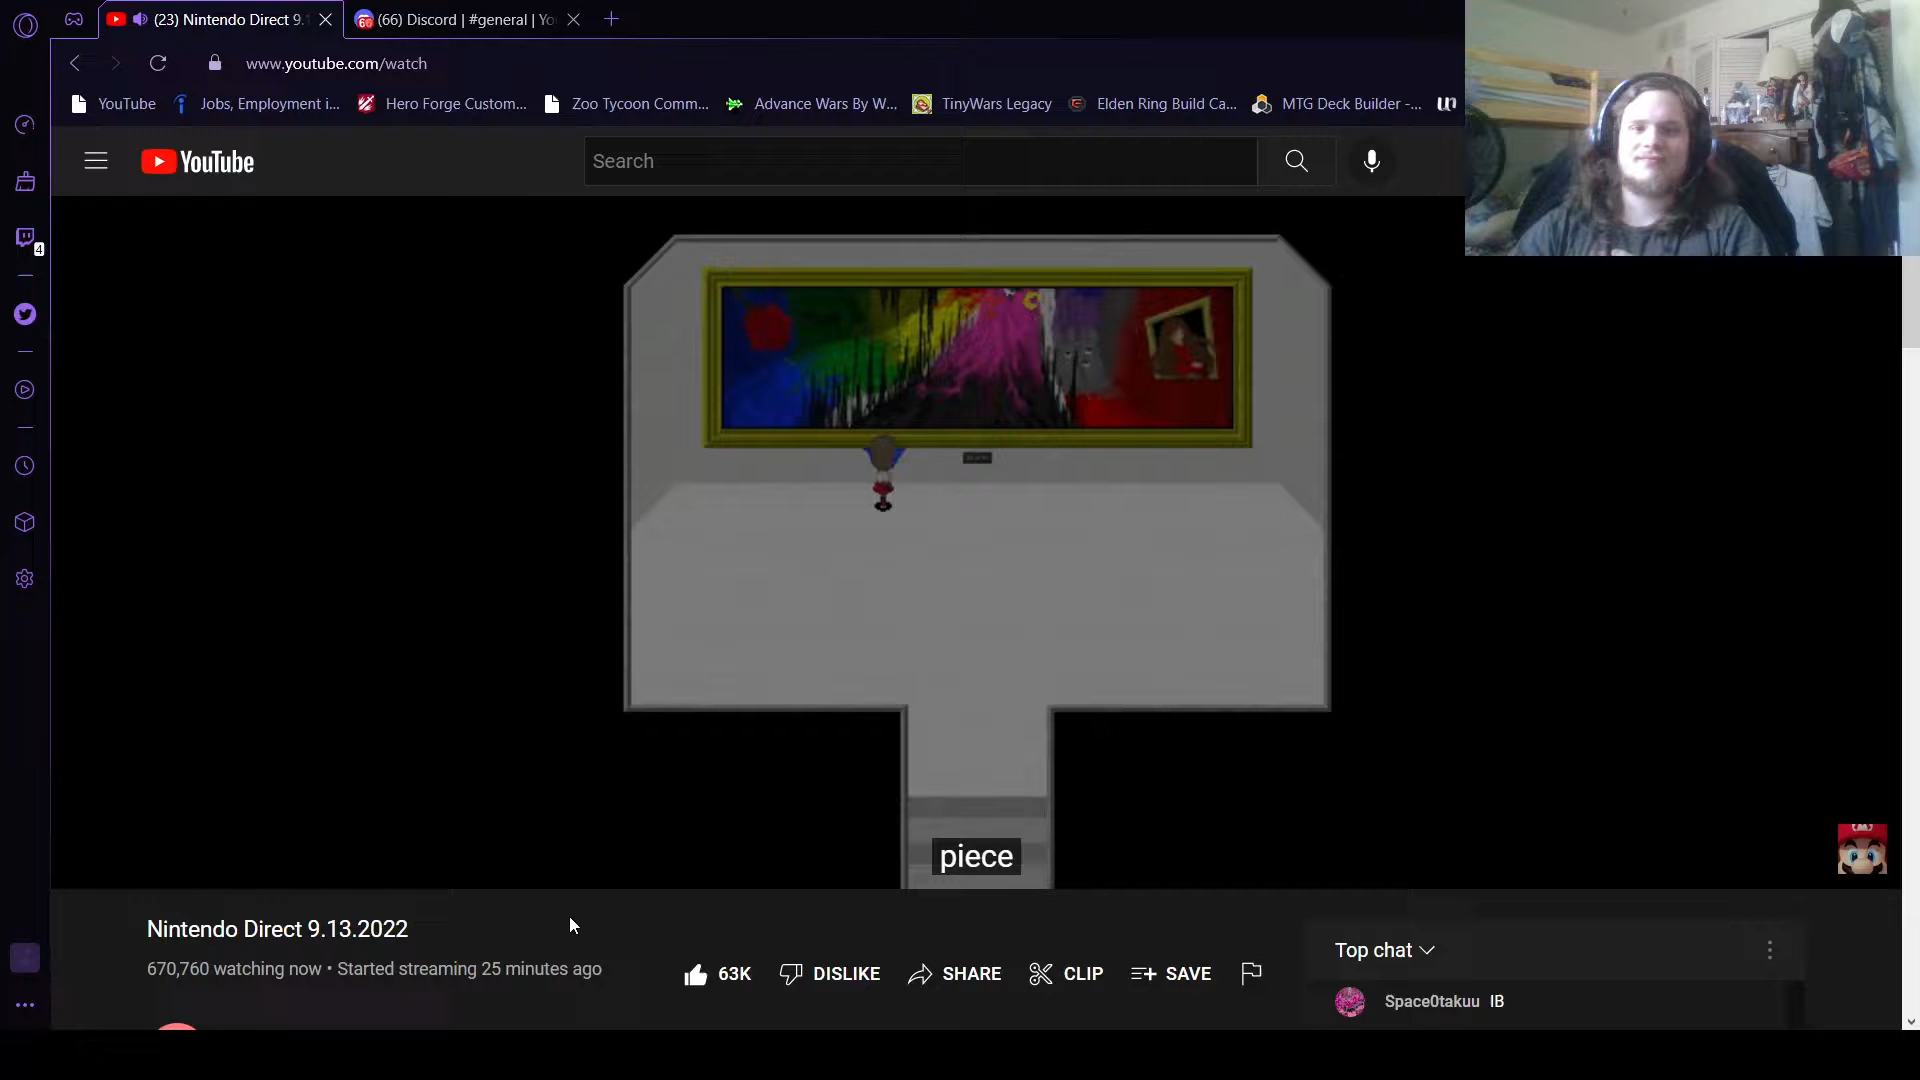 (23) Nintendo Direct 9.1
(66) Discord | #general | Yo
www.youtube.com/watch
YouTube
Jobs, Employment i...
Hero Forge Custom...
Zoo Tycoon Comm...
Advance Wars By W...
TinyWars Legacy
Elden Ring Build Ca...
MTG Deck Builder -...
YouTube
Search
4
piece
Nintendo Direct 9.13.2022
670,760 watching now • Started streaming 25 minutes ago
63K
DISLIKE
SHARE
CLIP
SAVE
Top chat
Space0takuu IB